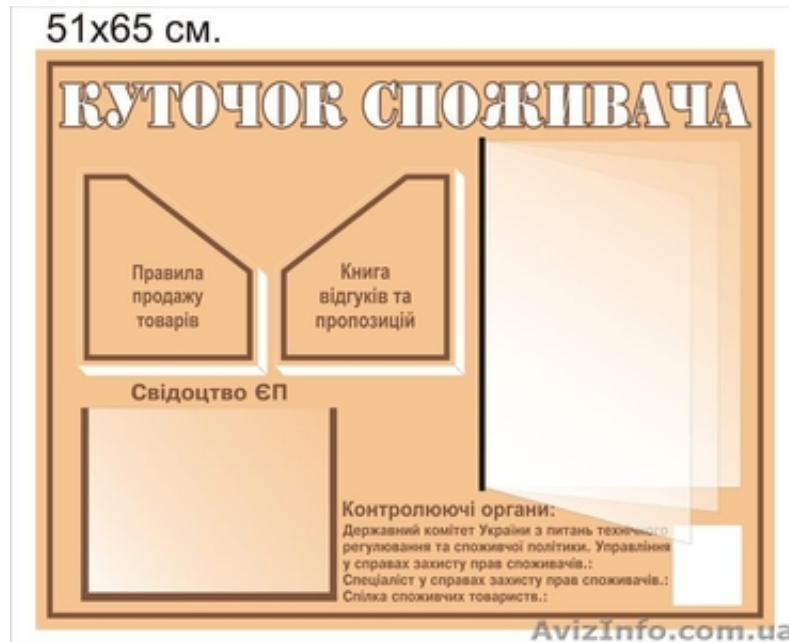 51х65 см.
КУТОЧОК СПОЖИВАЧА
Правила
продажу
товарів
Книга
відгуків та
пропозицій
Свідоцтво ЄП
Контролюючі органи:
Державний комітет України з питань технічного
регулювання та споживчої політики. Управління
у справах захисту прав споживачів.:
Спеціаліст у справах захисту прав споживачів.:
Спілка споживчих товариств.:
AvizInfo.com.ua